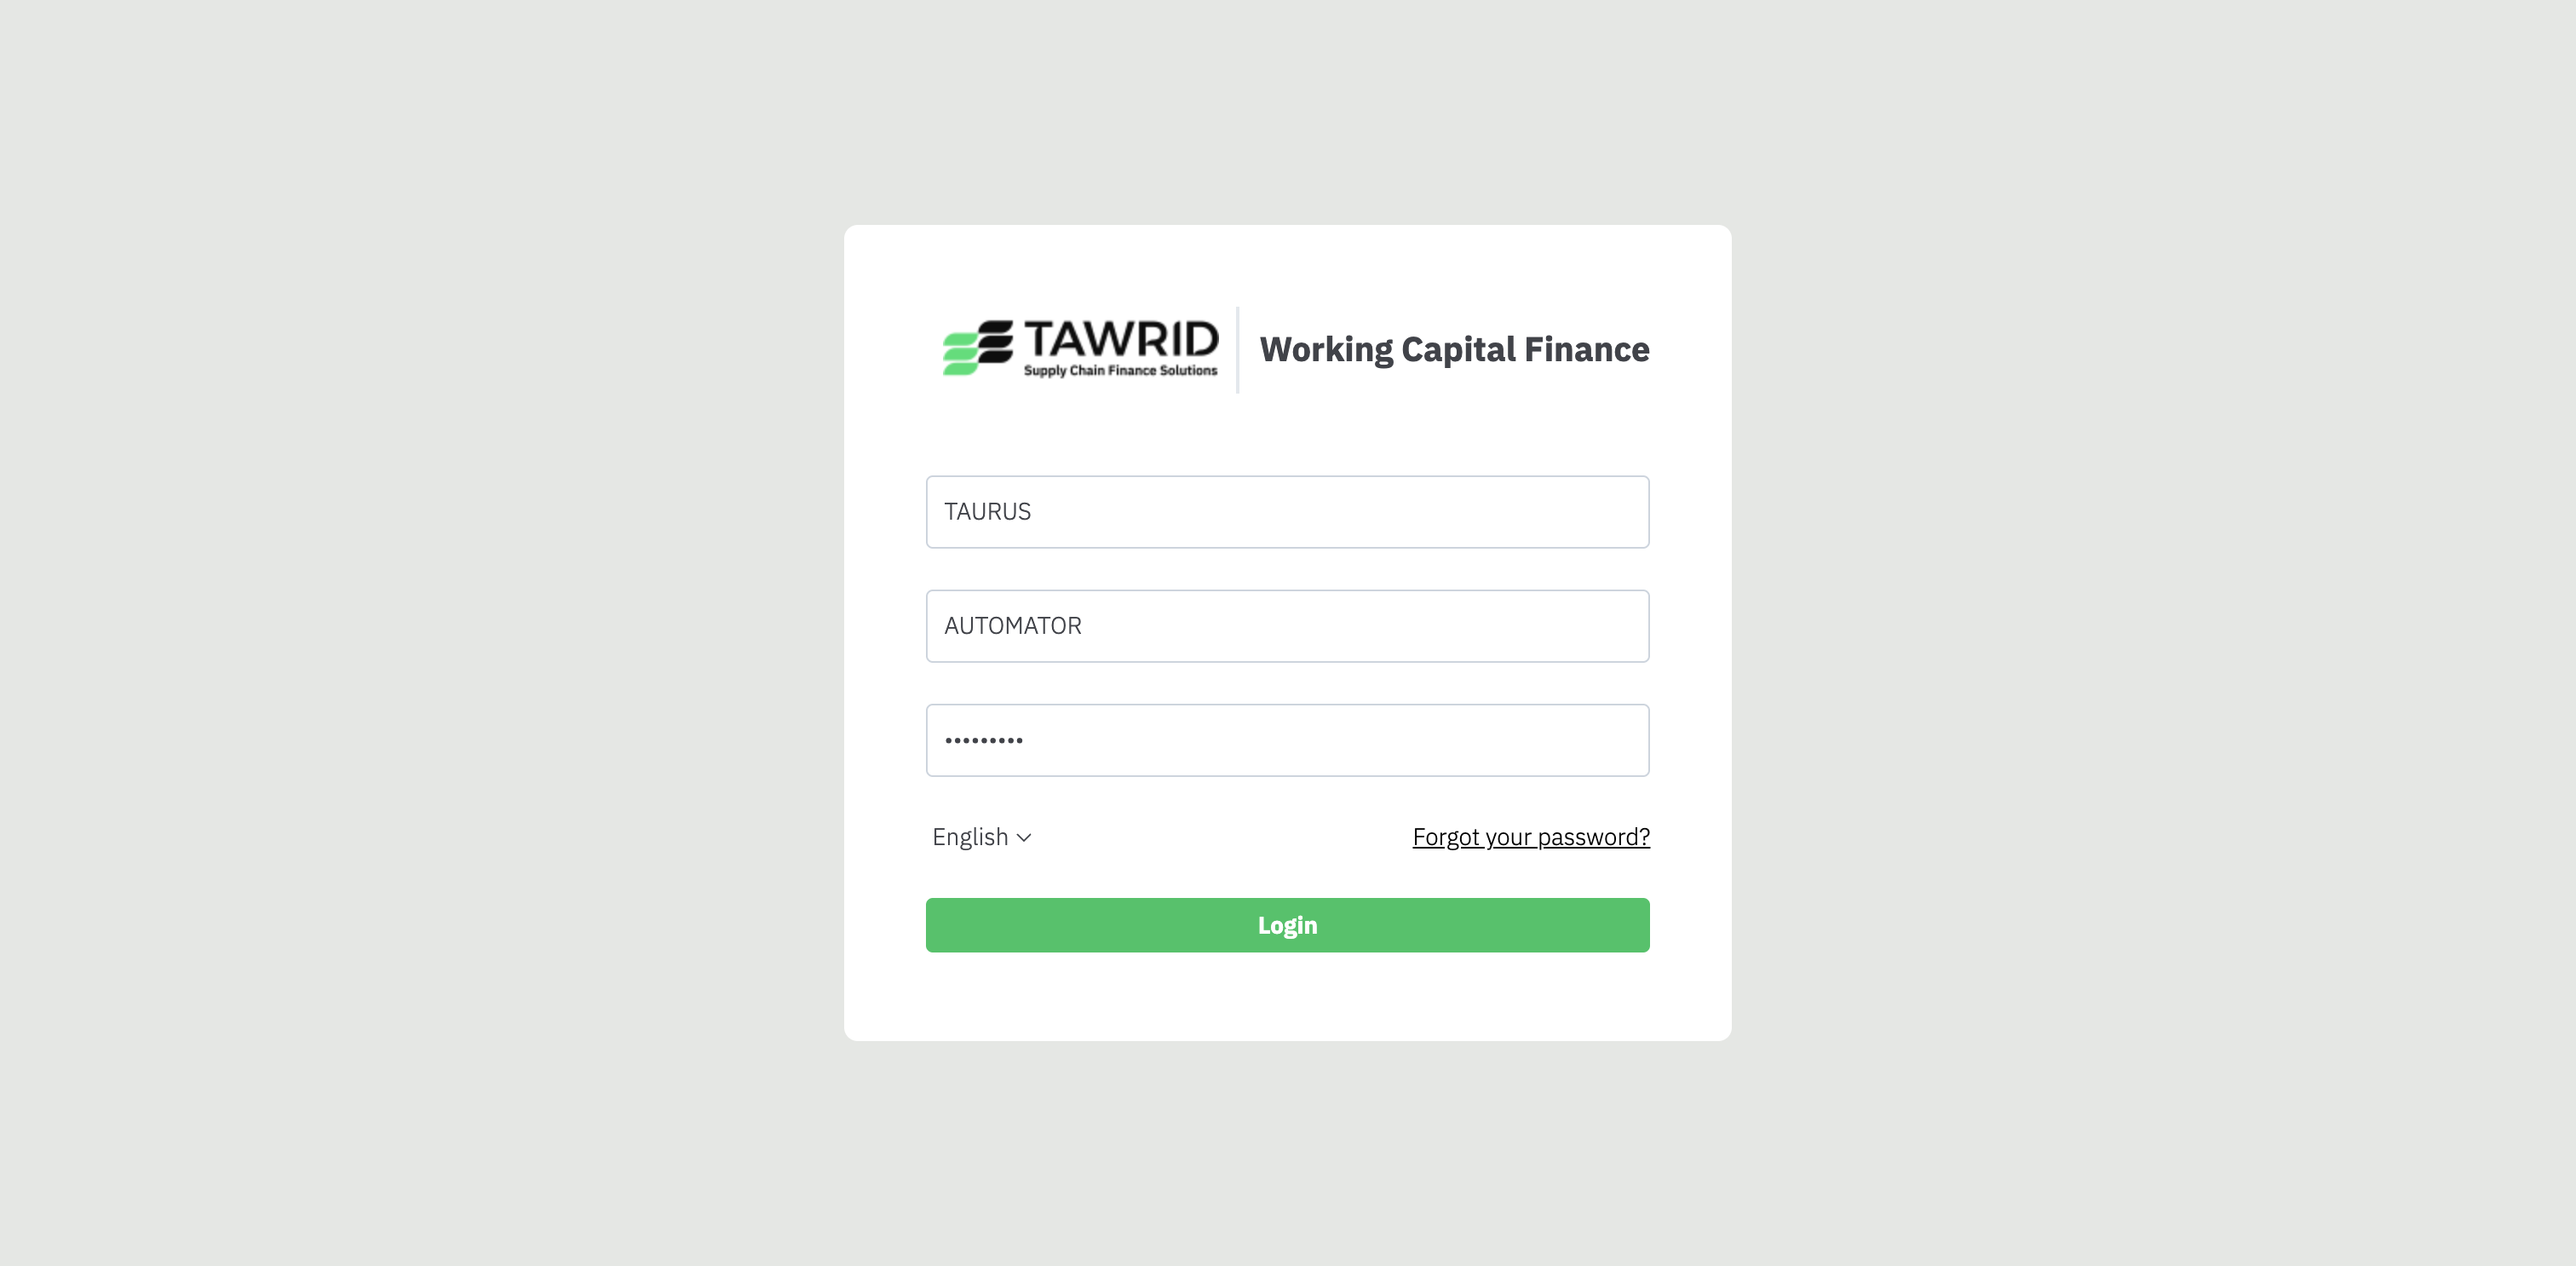 TAWRID
Supply Chain Finance Solutions
Working Capital Finance
TAURUS
AUTOMATOR
•••••••••
English
Forgot your password?
Login